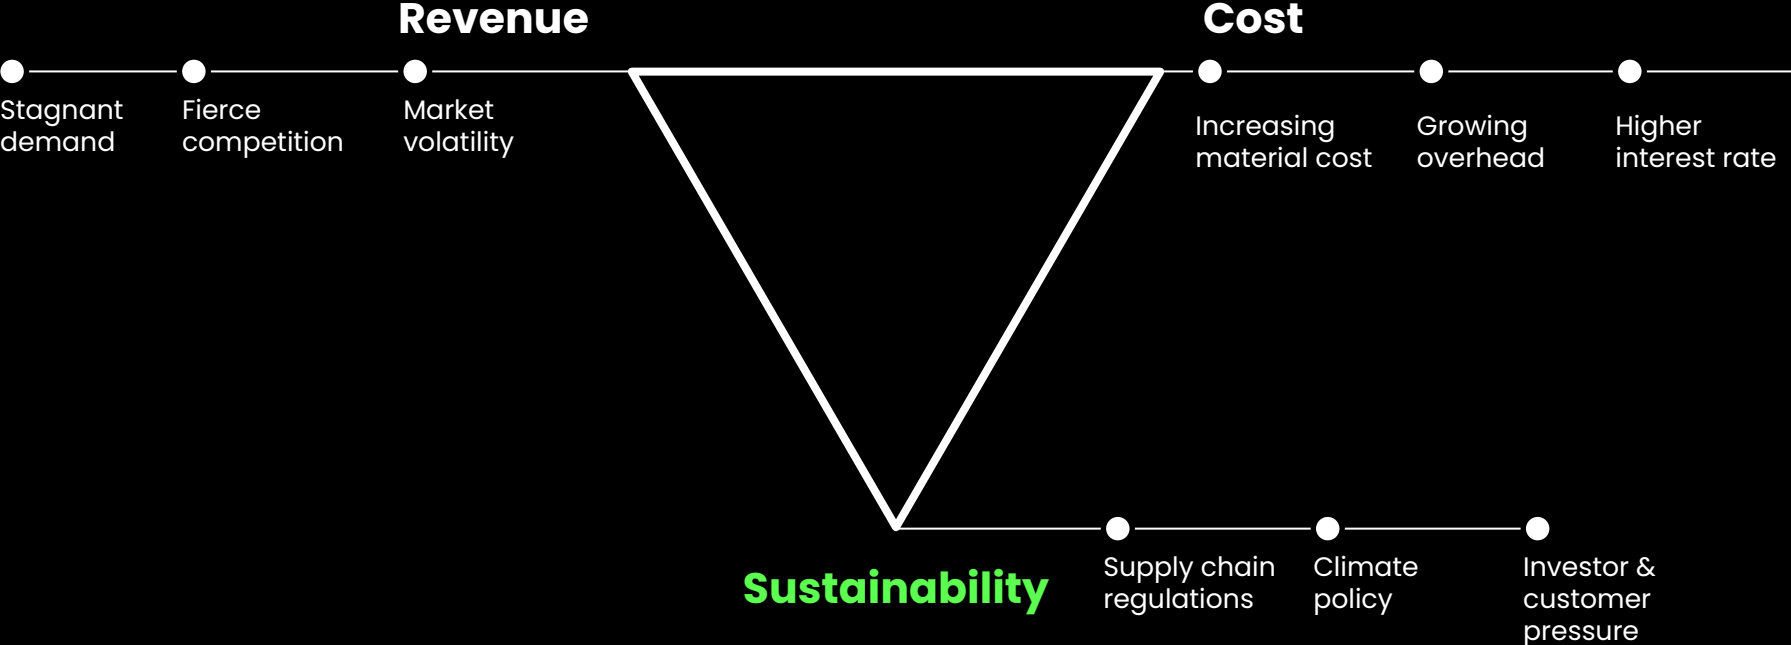 Revenue
Cost
Stagnant
demand
Fierce
competition
Market
volatility
Increasing
material cost
Growing
overhead
Higher
interest rate
Sustainability
Supply chain
regulations
Climate
policy
Investor &
customer
pressure